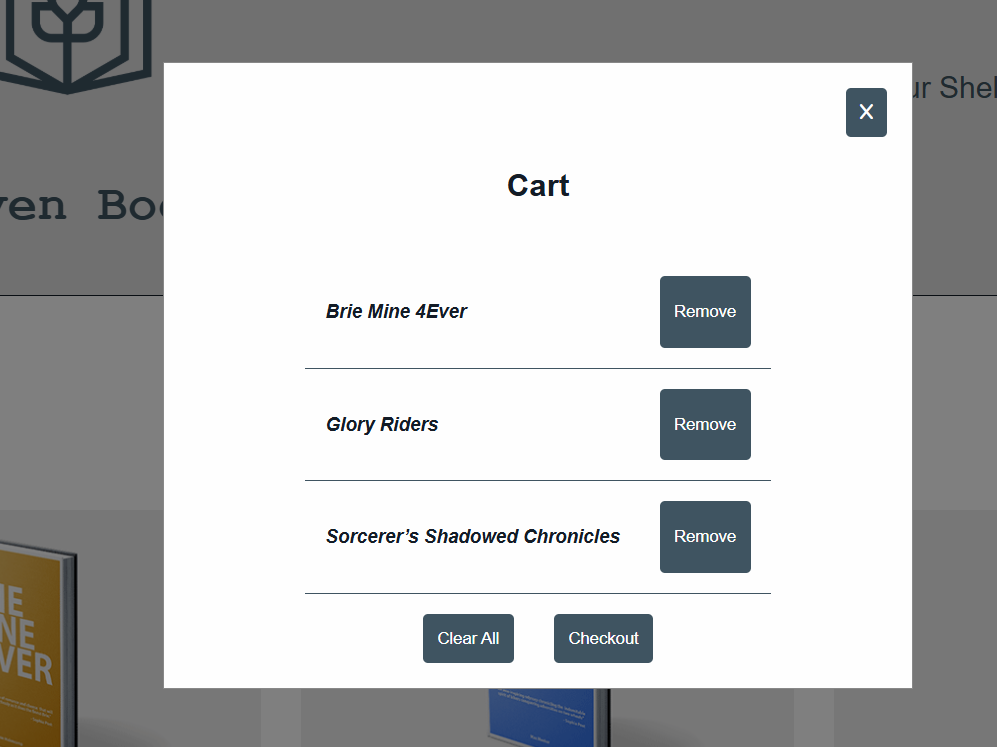 ur Shel
ven Boo
X
Cart
Brie Mine 4Ever
Remove
Glory Riders
Remove
Sorcerer’s Shadowed Chronicles
Remove
Clear All
Checkout
NE
VER